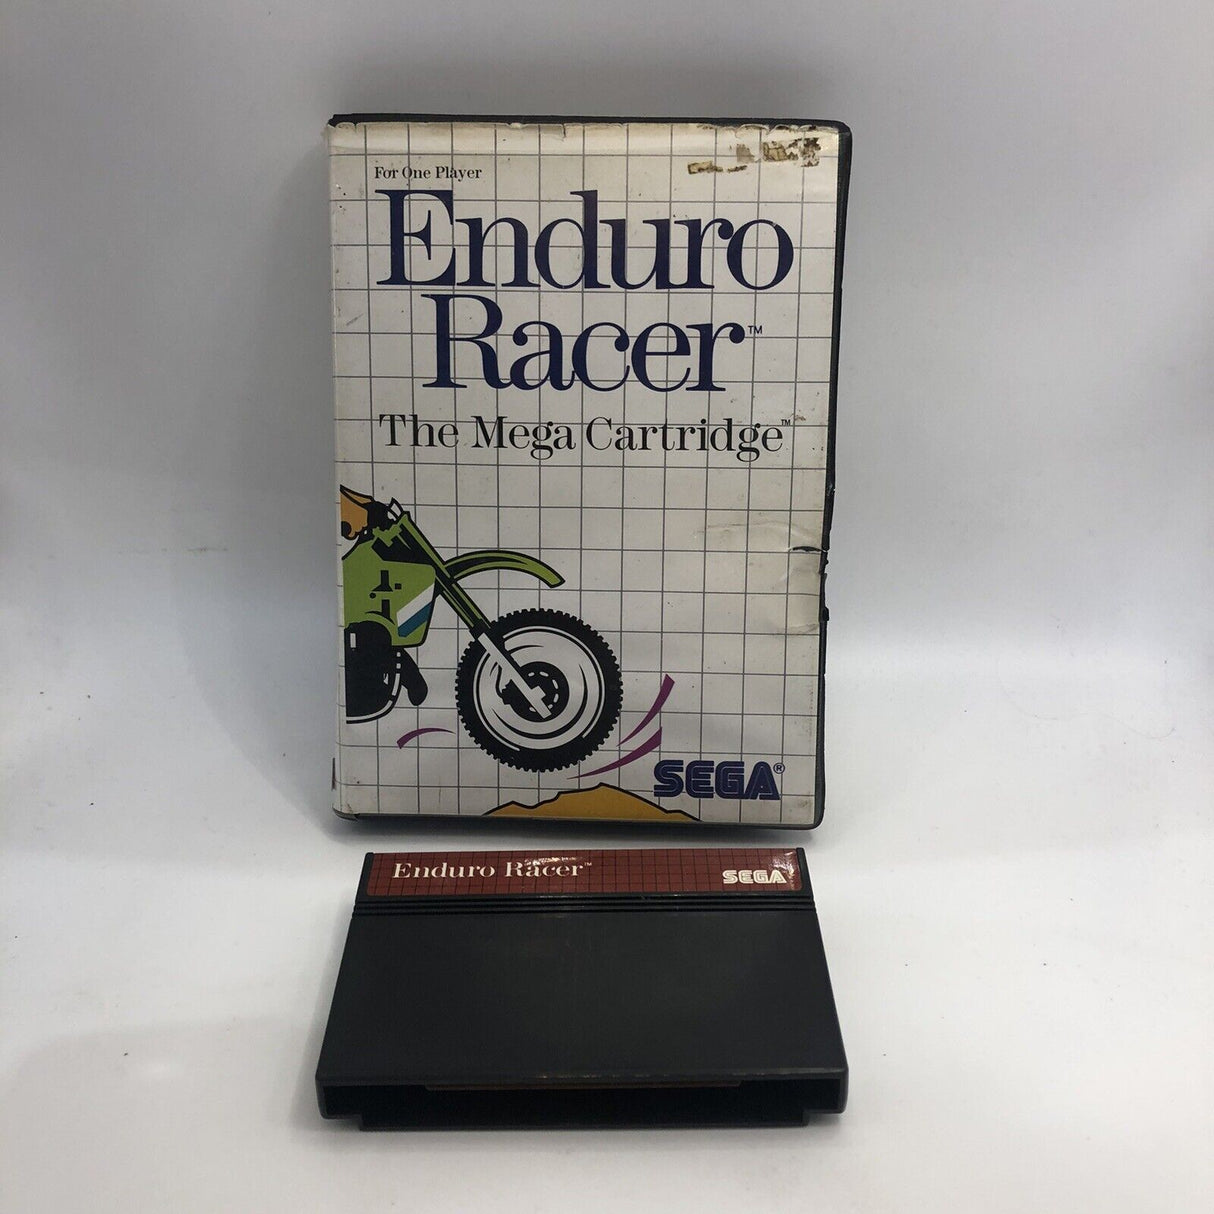 For One Player
Enduro
Racer™
The Mega Cartridge™
SEGA®
Enduro Racer™
SEGA